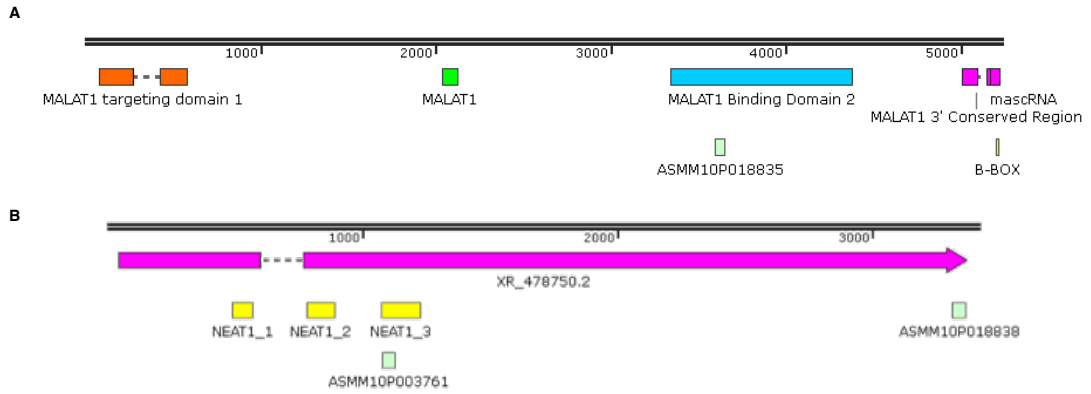 A
1000 2000 3000 4000 5000
MALAT1 targeting domain 1 MALAT1 MALAT1 Binding Domain 2 mascRNA
MALAT1 3' Conserved Region
ASMM10P018835 B-BOX
B
1000 2000 3000
XR_478750.2
NEAT1_1 NEAT1_2 NEAT1_3 ASMM10P018838
ASMM10P003761